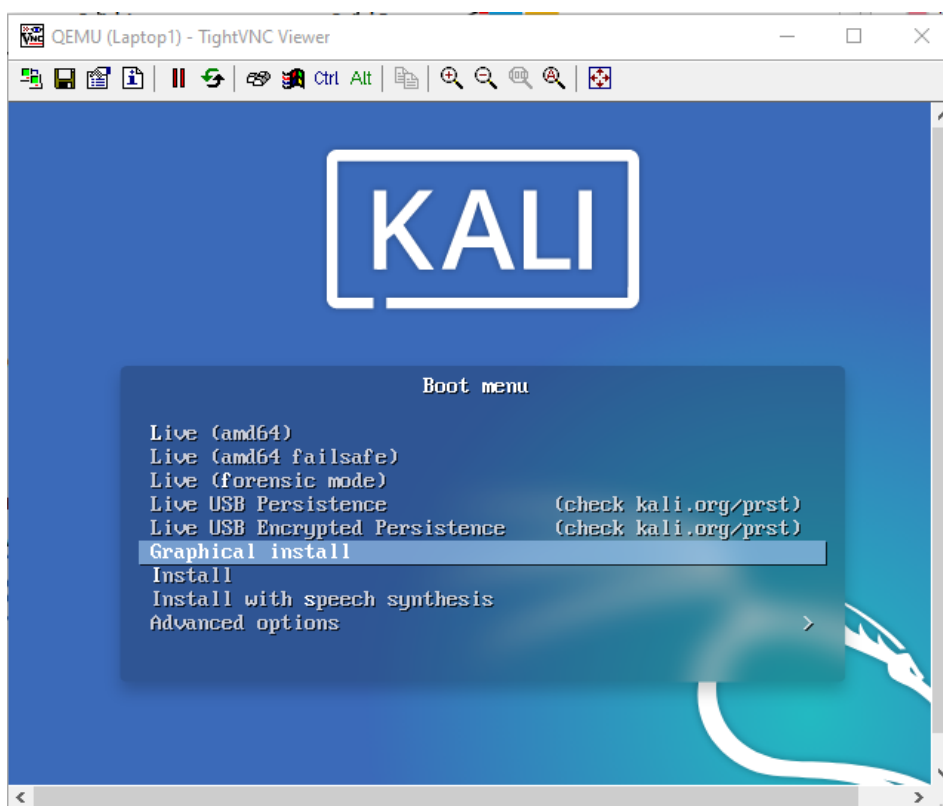 QEMU (Laptop1) - TightVNC Viewer
Ctrl Alt
KALI
Boot menu
Live (amd64)
Live (amd64 failsafe)
Live (forensic mode)
Live USB Persistence (check kali.org/prst)
Live USB Encrypted Persistence (check kali.org/prst)
Graphical install
Install
Install with speech synthesis
Advanced options >